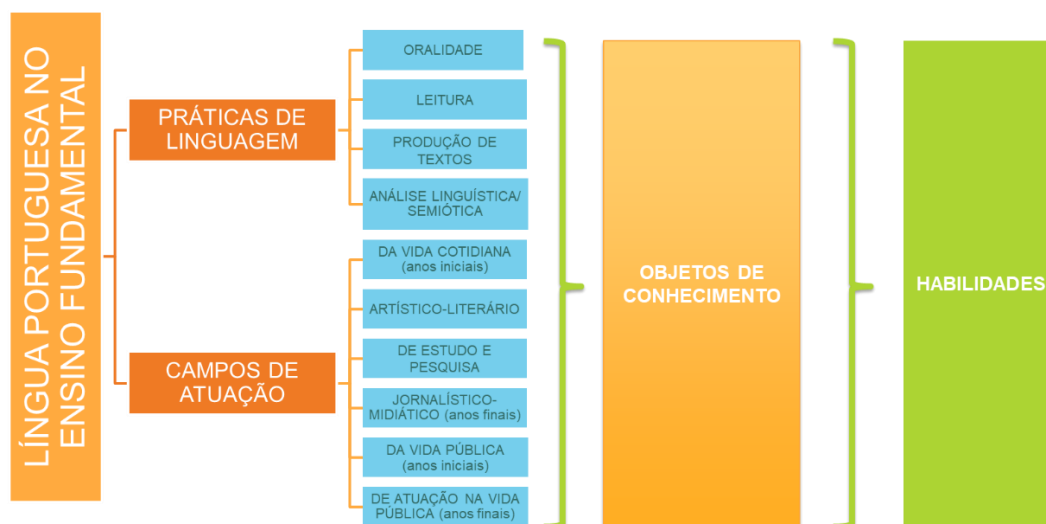 LÍNGUA PORTUGUESA NO
ENSINO FUNDAMENTAL
PRÁTICAS DE
LINGUAGEM
ORALIDADE
LEITURA
PRODUÇÃO DE
TEXTOS
ANÁLISE LINGUÍSTICA/
SEMIÓTICA
CAMPOS DE
ATUAÇÃO
DA VIDA COTIDIANA
(anos iniciais)
ARTÍSTICO-LITERÁRIO
DE ESTUDO E
PESQUISA
JORNALÍSTICO-
MIDIÁTICO (anos finais)
DA VIDA PÚBLICA
(anos iniciais)
DE ATUAÇÃO NA VIDA
PÚBLICA (anos finais)
OBJETOS DE
CONHECIMENTO
HABILIDADES